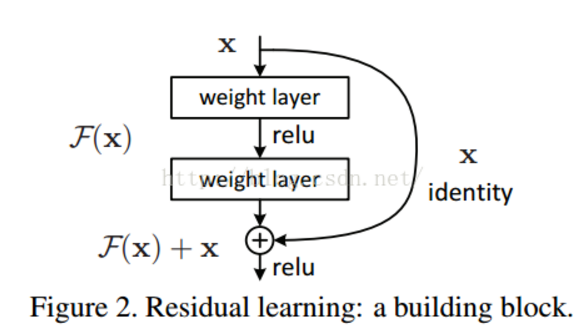 x
weight layer
relu
F(x)
x
weight layer
identity
F(x) + x
relu
Figure 2. Residual learning: a building block.